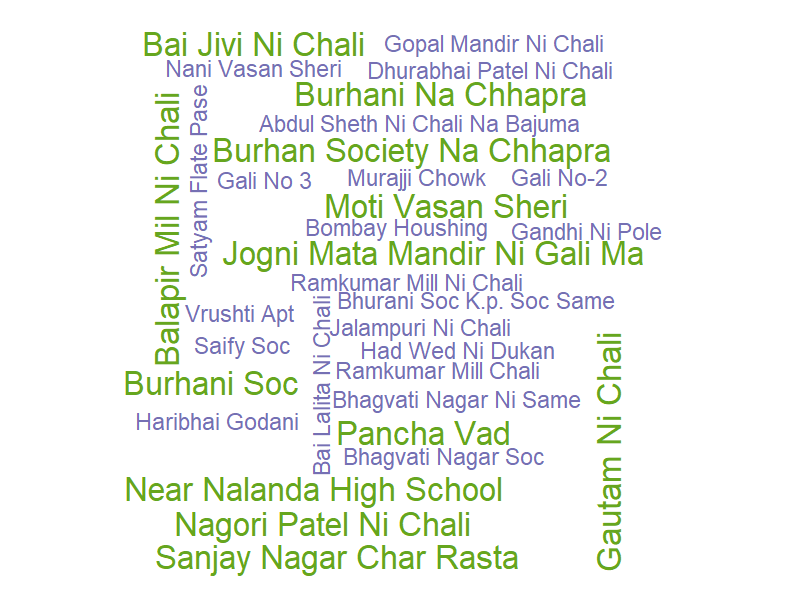 Bai Jivi Ni Chali
Gopal Mandir Ni Chali
Nani Vasan Sheri
Dhurabhai Patel Ni Chali
Burhani Na Chhapra
Balapir Mil Ni Chali
Satyam Flate Pase
Abdul Sheth Ni Chali Na Bajuma
Burhan Society Na Chhapra
Gali No 3
Murajji Chowk
Gali No-2
Moti Vasan Sheri
Bombay Houshing
Gandhi Ni Pole
Jogni Mata Mandir Ni Gali Ma
Ramkumar Mill Ni Chali
Bhurani Soc K.p. Soc Same
Vrushti Apt
Jalampuri Ni Chali
Saify Soc
Had Wed Ni Dukan
Ramkumar Mill Chali
Burhani Soc
Bai Lalita Ni Chali
Bhagvati Nagar Ni Same
Haribhai Godani
Pancha Vad
Bhagvati Nagar Soc
Gautam Ni Chali
Near Nalanda High School
Nagori Patel Ni Chali
Sanjay Nagar Char Rasta